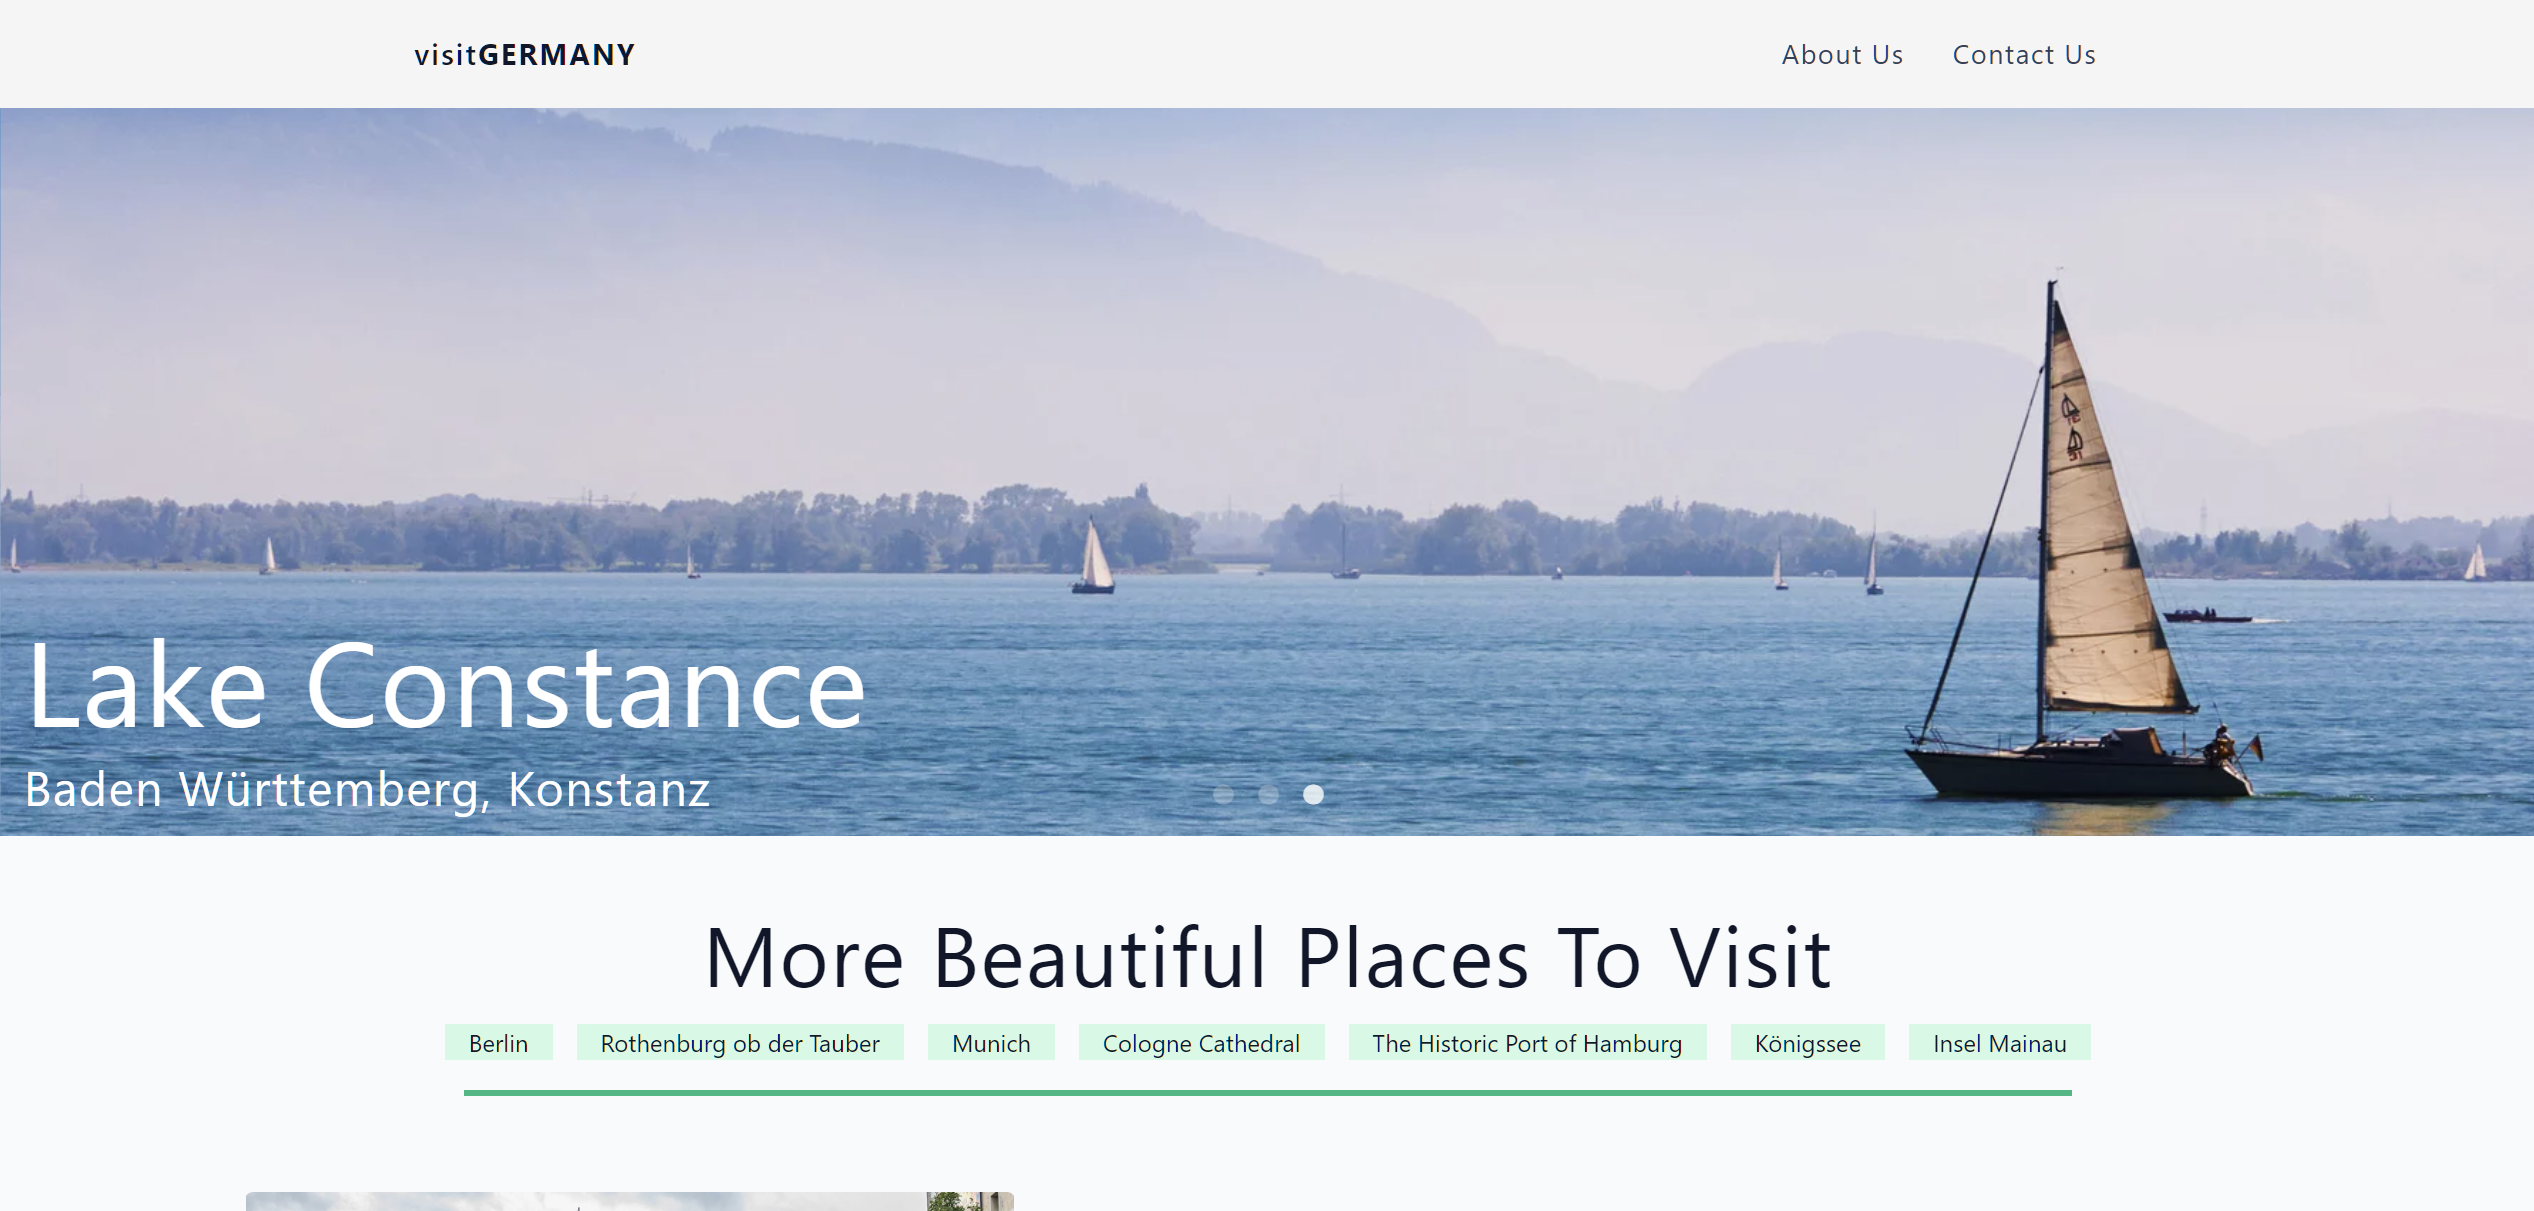 visitGERMANY
About Us
Contact Us
Lake Constance
Baden Württemberg, Konstanz
More Beautiful Places To Visit
Berlin
Rothenburg ob der Tauber
Munich
Cologne Cathedral
The Historic Port of Hamburg
Königssee
Insel Mainau